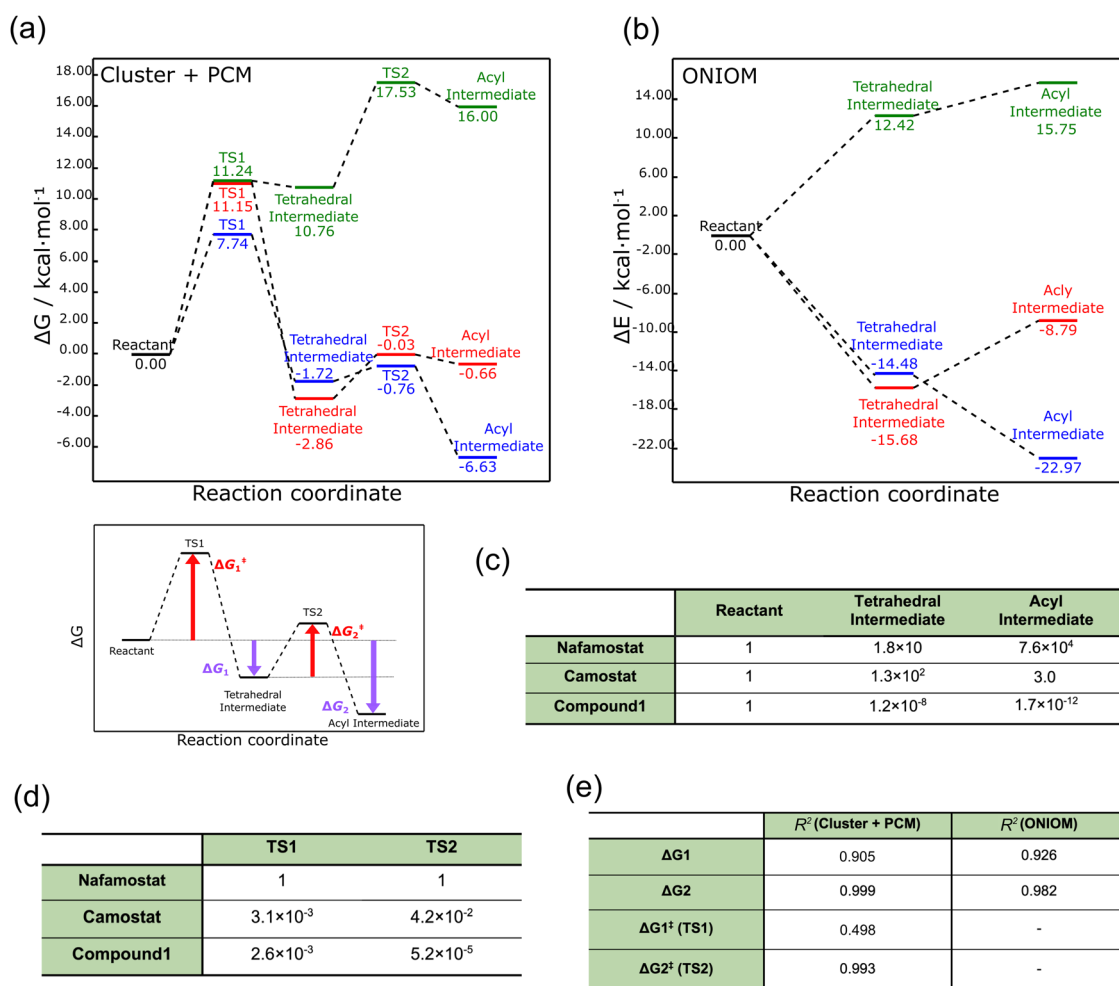 (a)
Cluster + PCM
ΔG / kcal·mol⁻¹
18.00
16.00
14.00
12.00
10.00
8.00
6.00
4.00
2.00
0.00
-2.00
-4.00
-6.00
Reactant
0.00
TS1
11.24
TS1
11.15
TS1
7.74
Tetrahedral
Intermediate
10.76
TS2
17.53
Acyl
Intermediate
16.00
Tetrahedral
Intermediate
-1.72
Tetrahedral
Intermediate
-2.86
TS2
-0.03
TS2
-0.76
Acyl
Intermediate
-0.66
Acyl
Intermediate
-6.63
Reaction coordinate
(b)
ONIOM
ΔE / kcal·mol⁻¹
14.00
10.00
6.00
2.00
-2.00
-6.00
-10.00
-14.00
-18.00
-22.00
Reactant
0.00
Tetrahedral
Intermediate
12.42
Acyl
Intermediate
15.75
Tetrahedral
Intermediate
-14.48
Tetrahedral
Intermediate
-15.68
Acly
Intermediate
-8.79
Acyl
Intermediate
-22.97
Reaction coordinate
ΔG
Reactant
TS1
ΔG₁‡
ΔG₁
Tetrahedral
Intermediate
TS2
ΔG₂‡
ΔG₂
Acyl Intermediate
Reaction coordinate
(c)
Reactant Tetrahedral Intermediate Acyl Intermediate
Nafamostat 1 1.8×10 7.6×10⁴
Camostat 1 1.3×10² 3.0
Compound1 1 1.2×10⁻⁸ 1.7×10⁻¹²
(d)
TS1 TS2
Nafamostat 1 1
Camostat 3.1×10⁻³ 4.2×10⁻²
Compound1 2.6×10⁻³ 5.2×10⁻⁵
(e)
R² (Cluster + PCM) R² (ONIOM)
ΔG1 0.905 0.926
ΔG2 0.999 0.982
ΔG1‡ (TS1) 0.498 -
ΔG2‡ (TS2) 0.993 -